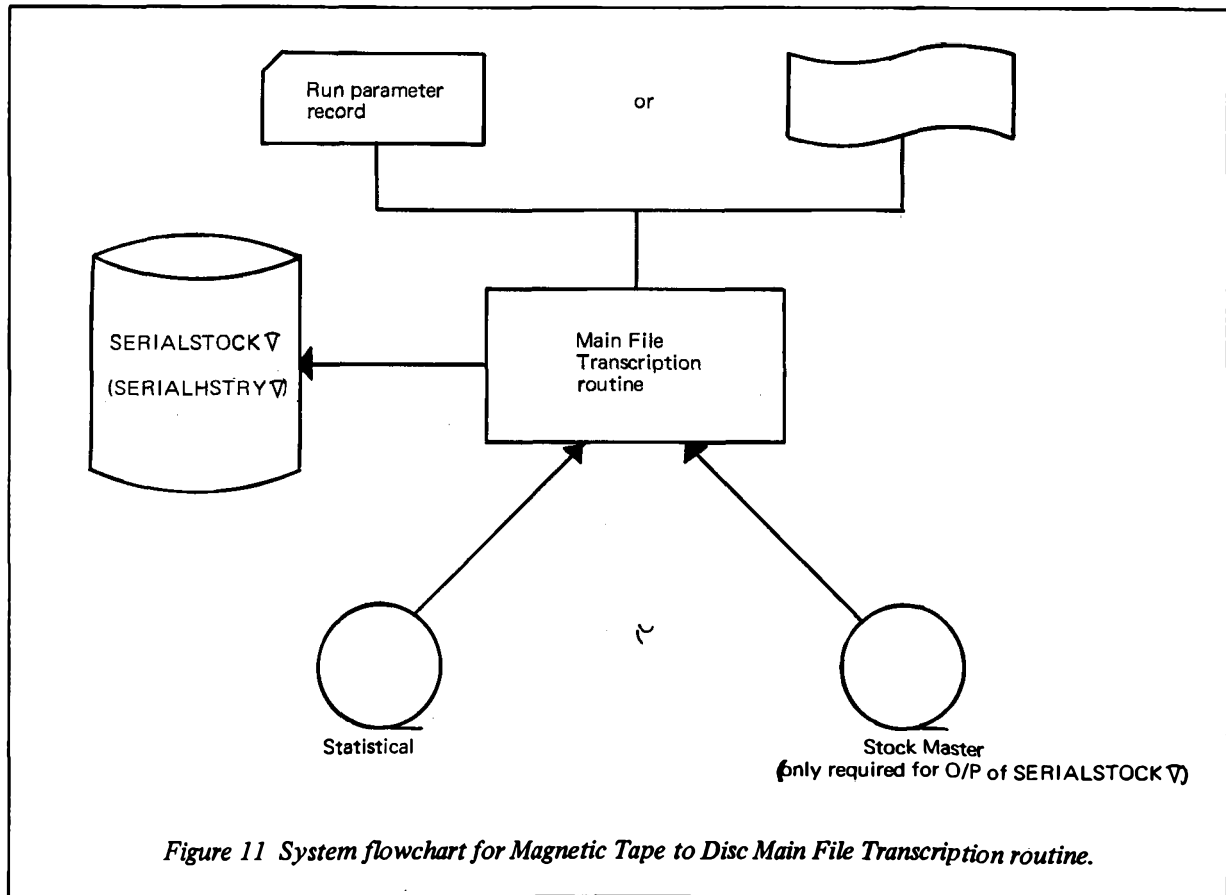 Run parameter
record
or
SERIALSTOCK ∇
(SERIALHSTRY ∇)
Main File
Transcription
routine
Statistical
Stock Master
(only required for O/P of SERIALSTOCK ∇)
Figure 11 System flowchart for Magnetic Tape to Disc Main File Transcription routine.